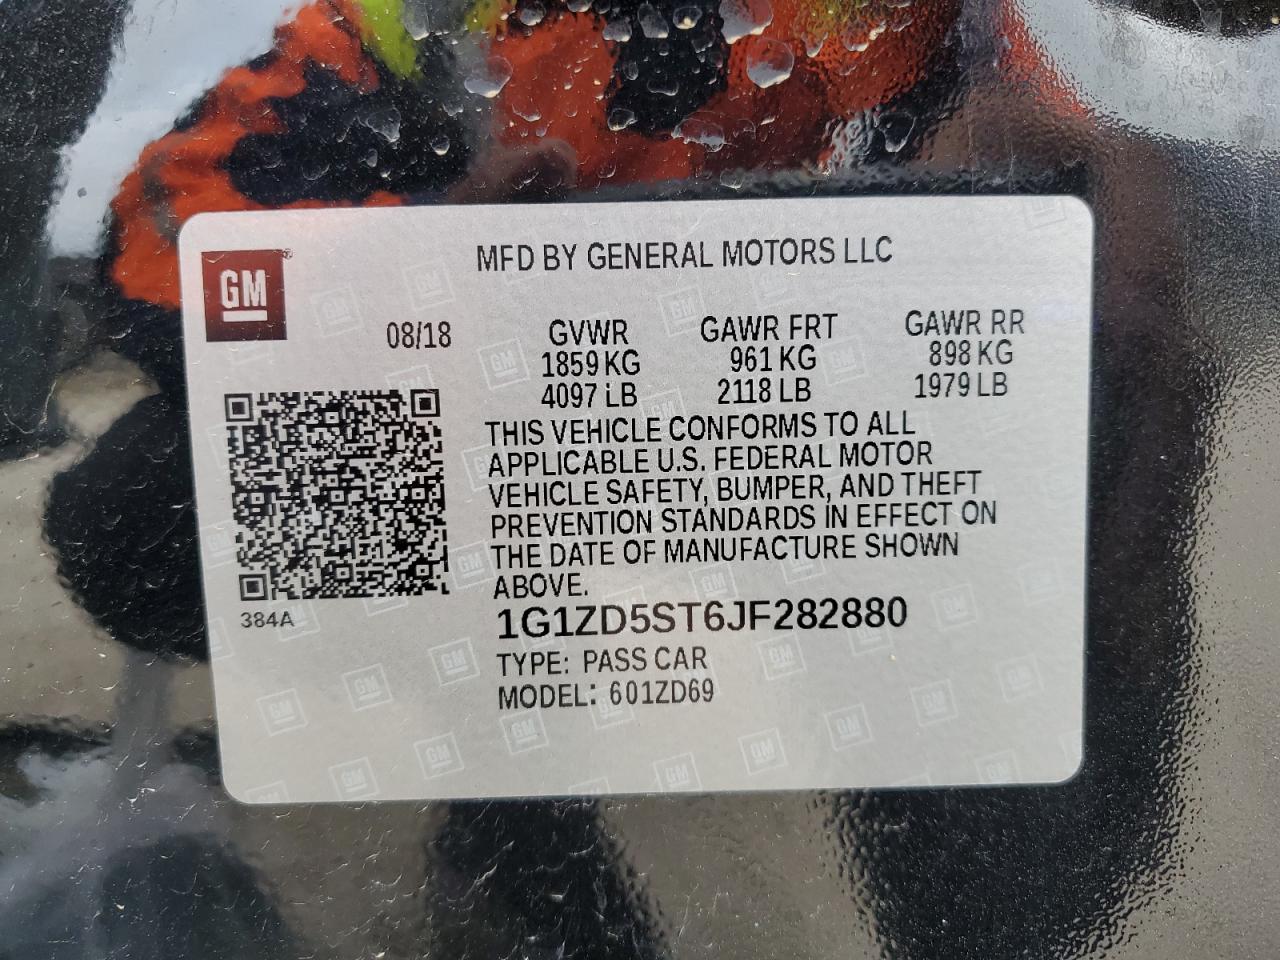 MFD BY GENERAL MOTORS LLC
GM
08/18
GVWR
1859 KG
4097 LB
GAWR FRT
961 KG
2118 LB
GAWR RR
898 KG
1979 LB
THIS VEHICLE CONFORMS TO ALL
APPLICABLE U.S. FEDERAL MOTOR
VEHICLE SAFETY, BUMPER, AND THEFT
PREVENTION STANDARDS IN EFFECT ON
THE DATE OF MANUFACTURE SHOWN
ABOVE.
384A
1G1ZD5ST6JF282880
TYPE: PASS CAR
MODEL: 601ZD69